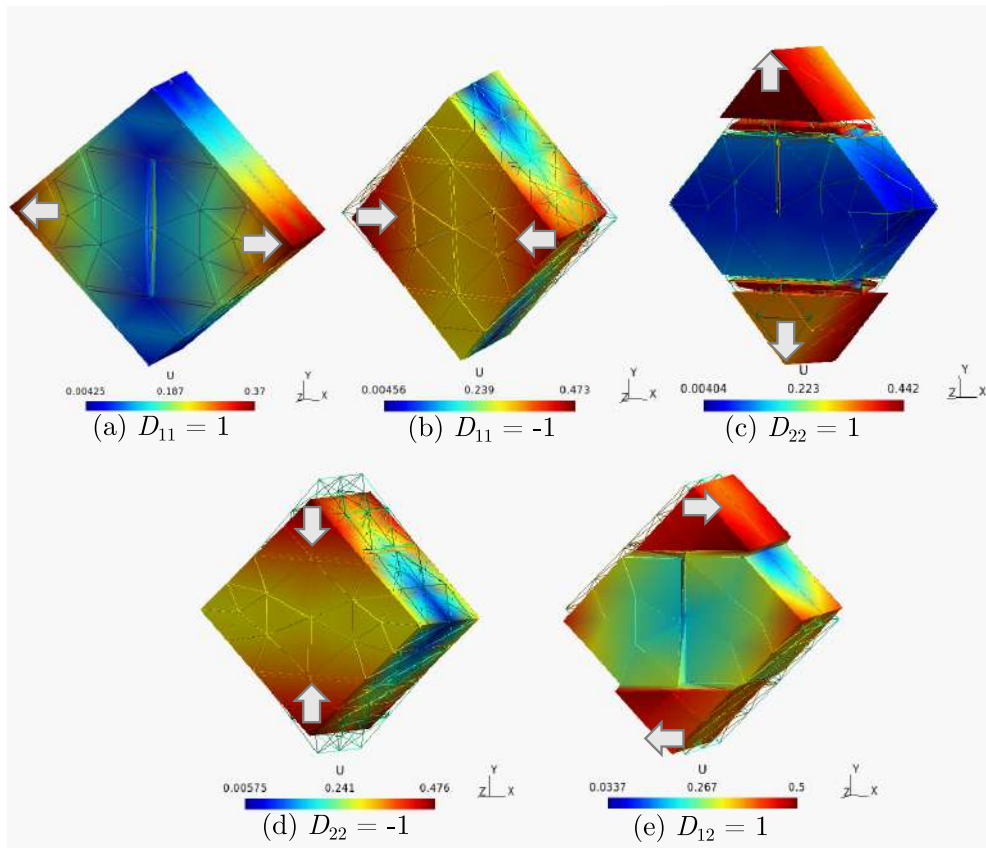 U
0.00425 0.187 0.37
Y
Z X
(a) D11 = 1
U
0.00456 0.239 0.473
Y
Z X
(b) D11 = -1
U
0.00404 0.223 0.442
Y
Z X
(c) D22 = 1
U
0.00575 0.241 0.476
Y
Z X
(d) D22 = -1
U
0.0337 0.267 0.5
Y
Z X
(e) D12 = 1